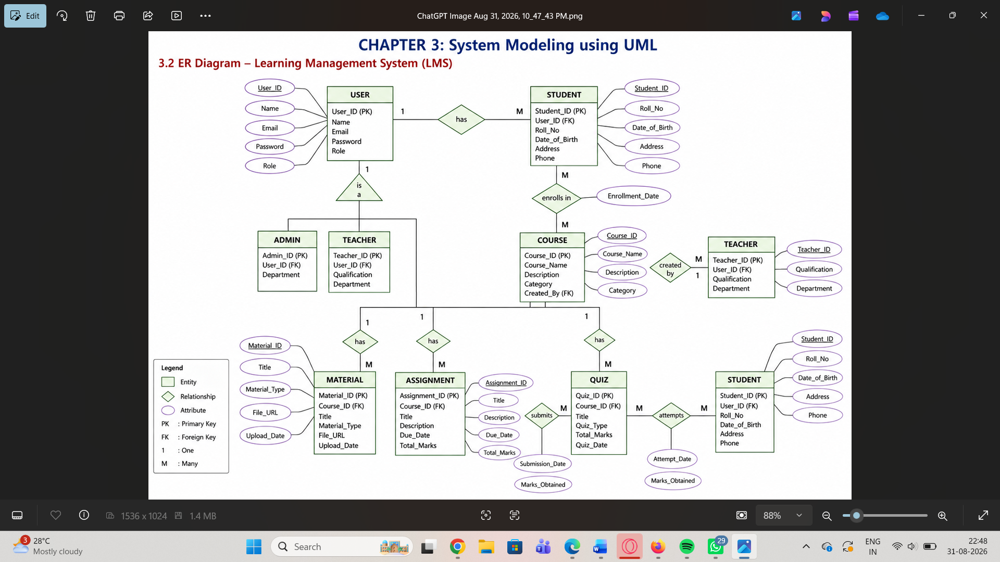 Edit
ChatGPT Image Aug 31, 2026, 10_47_43 PM.png
CHAPTER 3: System Modeling using UML
3.2 ER Diagram – Learning Management System (LMS)
User_ID
Name
Email
Password
Role
USER
User_ID (PK)
Name
Email
Password
Role
1
has
M
STUDENT
Student_ID (PK)
User_ID (FK)
Roll_No
Date_of_Birth
Address
Phone
Student_ID
Roll_No
Date_of_Birth
Address
Phone
1
is
a
M
enrolls in
Enrollment_Date
M
ADMIN
Admin_ID (PK)
User_ID (FK)
Department
TEACHER
Teacher_ID (PK)
User_ID (FK)
Qualification
Department
COURSE
Course_ID (PK)
Course_Name
Description
Category
Created_By (FK)
Course_ID
Course_Name
Description
Category
created
by
M
1
TEACHER
Teacher_ID (PK)
User_ID (FK)
Qualification
Department
Teacher_ID
Qualification
Department
1
1
1
has
has
has
M
M
M
Legend
Entity
Relationship
Attribute
PK : Primary Key
FK : Foreign Key
1 : One
M : Many
Material_ID
Title
Material_Type
File_URL
Upload_Date
MATERIAL
Material_ID (PK)
Course_ID (FK)
Title
Material_Type
File_URL
Upload_Date
ASSIGNMENT
Assignment_ID (PK)
Course_ID (FK)
Title
Description
Due_Date
Total_Marks
Assignment_ID
Title
Description
Due_Date
Total_Marks
submits
M
Submission_Date
Marks_Obtained
QUIZ
Quiz_ID (PK)
Course_ID (FK)
Title
Quiz_Type
Total_Marks
Quiz_Date
M
attempts
M
Attempt_Date
Marks_Obtained
STUDENT
Student_ID (PK)
User_ID (FK)
Roll_No
Date_of_Birth
Address
Phone
Student_ID
Roll_No
Date_of_Birth
Address
Phone
1536 x 1024
1.4 MB
88%
3
28°C
Mostly cloudy
Search
29
ENG
IN
22:48
31-08-2026